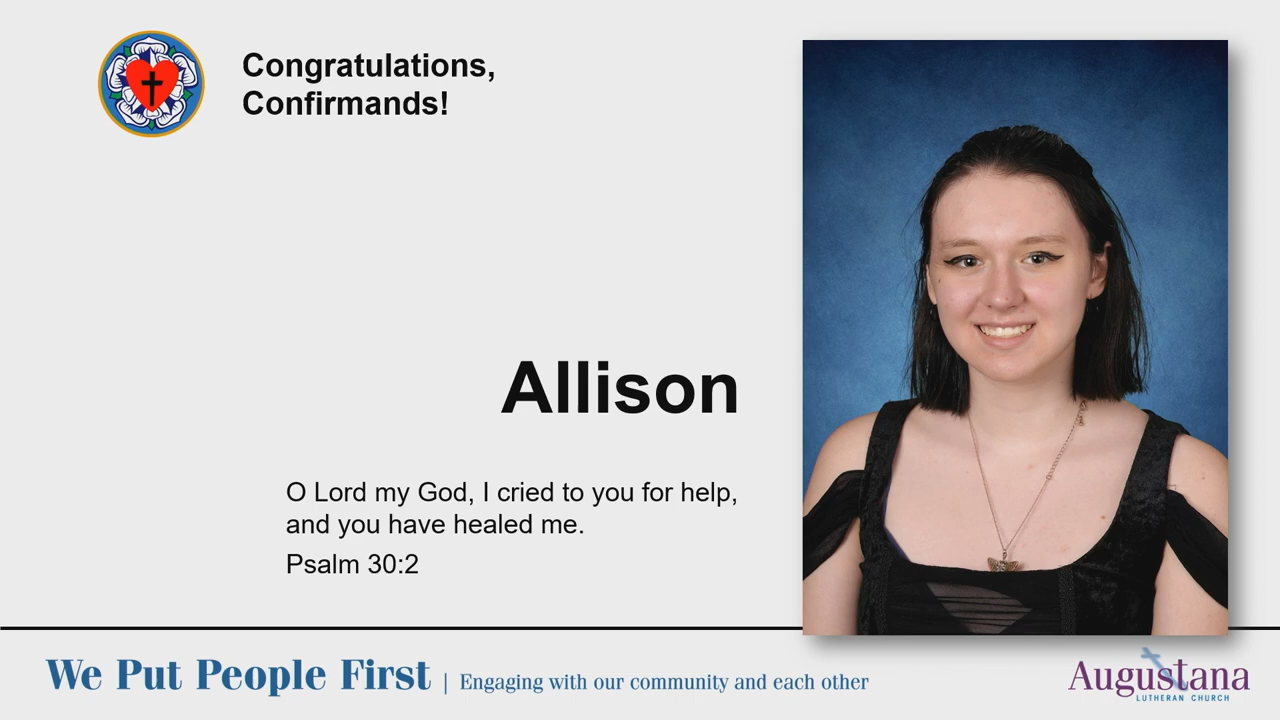 Congratulations,
Confirmands!
Allison
O Lord my God, I cried to you for help,
and you have healed me.
Psalm 30:2
We Put People First | Engaging with our community and each other
Augustana
LUTHERAN CHURCH